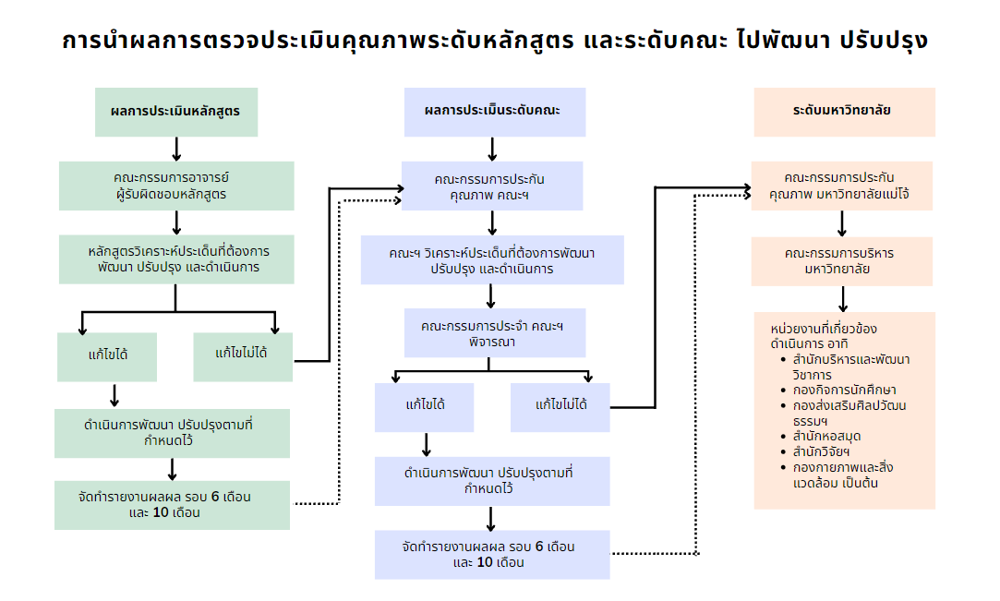 การนำผลการตรวจประเมินคุณภาพระดับหลักสูตร และระดับคณะ ไปพัฒนา ปรับปรุง
ผลการประเมินหลักสูตร
คณะกรรมการอาจารย์
ผู้รับผิดชอบหลักสูตร
หลักสูตรวิเคราะห์ประเด็นที่ต้องการ
พัฒนา ปรับปรุง และดำเนินการ
แก้ไขได้
แก้ไขไม่ได้
ดำเนินการพัฒนา ปรับปรุงตามที่
กำหนดไว้
จัดทำรายงานผลผล รอบ 6 เดือน
และ 10 เดือน
ผลการประเมินระดับคณะ
คณะกรรมการประกัน
คุณภาพ คณะฯ
คณะฯ วิเคราะห์ประเด็นที่ต้องการพัฒนา
ปรับปรุง และดำเนินการ
คณะกรรมการประจำ คณะฯ
พิจารณา
แก้ไขได้
แก้ไขไม่ได้
ดำเนินการพัฒนา ปรับปรุงตามที่
กำหนดไว้
จัดทำรายงานผลผล รอบ 6 เดือน
และ 10 เดือน
ระดับมหาวิทยาลัย
คณะกรรมการประกัน
คุณภาพ มหาวิทยาลัยแม่โจ้
คณะกรรมการบริหาร
มหาวิทยาลัย
หน่วยงานที่เกี่ยวข้อง
ดำเนินการ อาทิ
สำนักบริหารและพัฒนา
วิชาการ
กองกิจการนักศึกษา
กองส่งเสริมศิลปวัฒน
ธรรมฯ
สำนักหอสมุด
สำนักวิจัยฯ
กองกายภาพและสิ่ง
แวดล้อม เป็นต้น